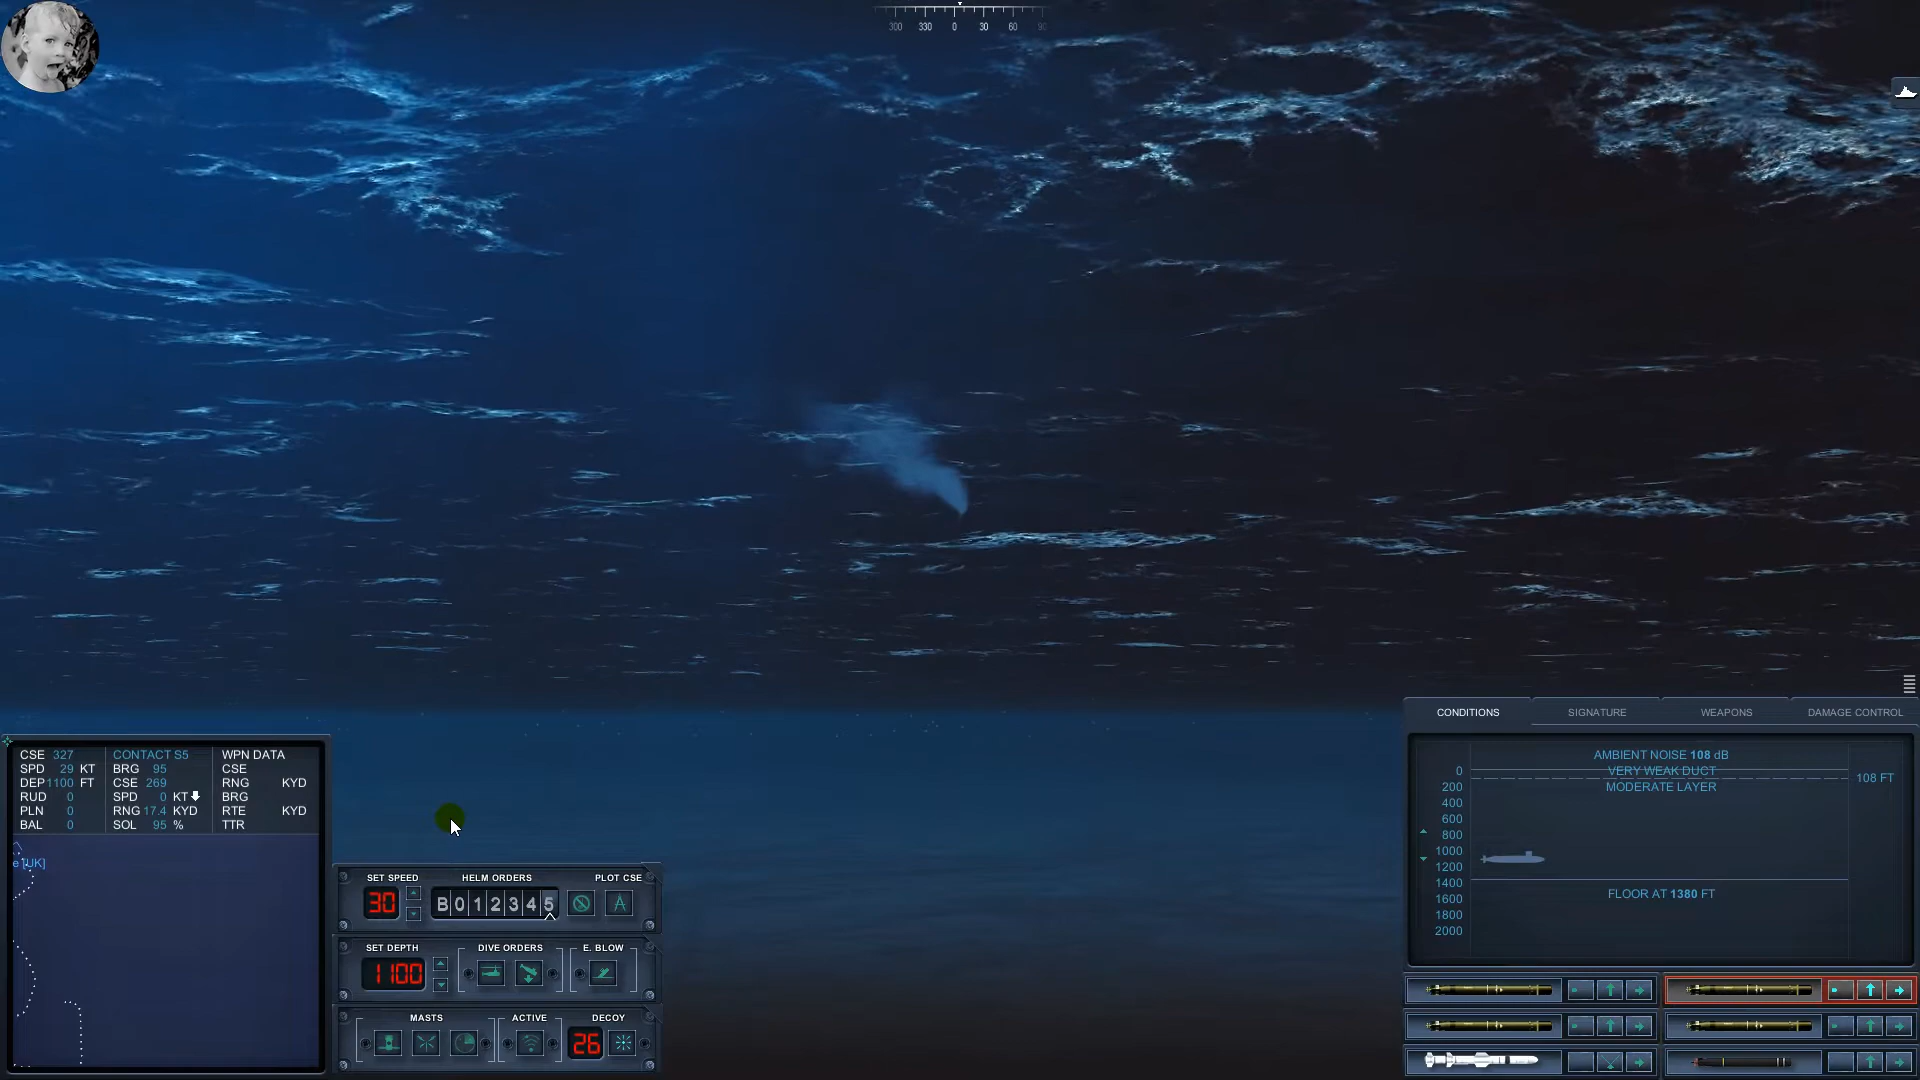 300 330 0 30 60 90
CONDITIONS SIGNATURE WEAPONS DAMAGE CONTROL
CSE 327 CONTACT S5 WPN DATA
SPD 29 KT BRG 95 CSE
DEP 1100 FT CSE 269 RNG KYD
RUD 0 SPD 0 KT BRG
PLN 0 RNG 17.4 KYD RTE KYD
BAL 0 SOL 95 % TTR
e [UK]
SET SPEED HELM ORDERS PLOT CSE
30 B 0 1 2 3 4 5
SET DEPTH DIVE ORDERS E. BLOW
1100
MASTS ACTIVE DECOY
26
AMBIENT NOISE 108 dB
0 VERY WEAK DUCT 108 FT
200 MODERATE LAYER
400
600
800
1000
1200
1400 FLOOR AT 1380 FT
1600
1800
2000